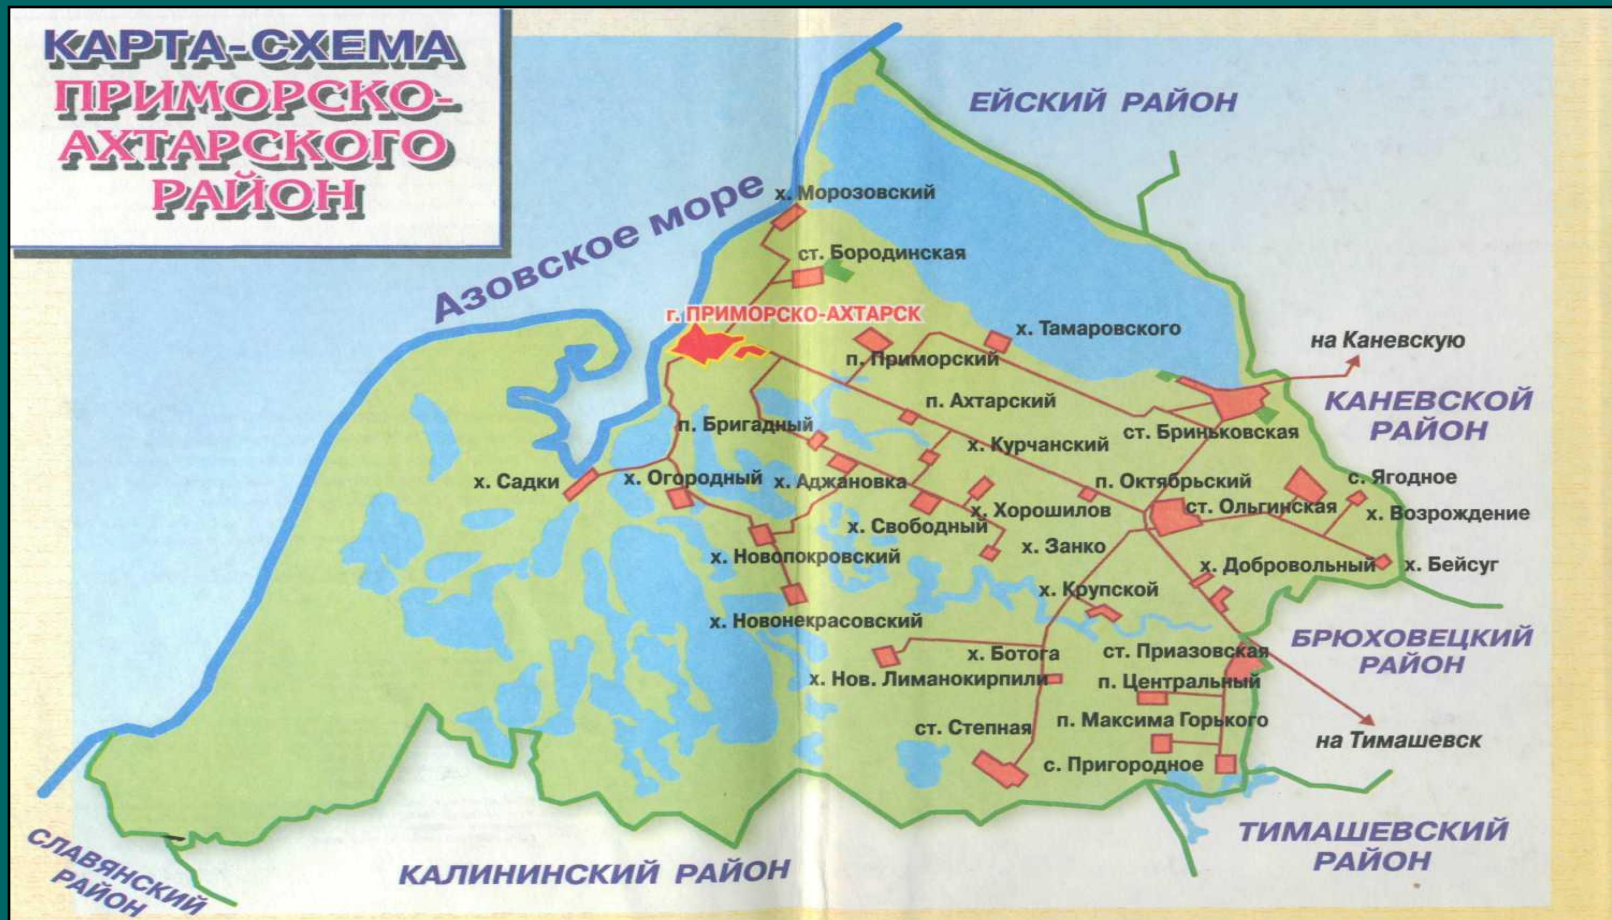 КАРТА-СХЕМА
ПРИМОРСКО-
АХТАРСКОГО
РАЙОН
ЕЙСКИЙ РАЙОН
Азовское море
х. Морозовский
ст. Бородинская
г. ПРИМОРСКО-АХТАРСК
х. Тамаровского
на Каневскую
п. Приморский
п. Ахтарский
КАНЕВСКОЙ
РАЙОН
п. Бригадный
х. Курчанский
ст. Бриньковская
х. Садки
х. Огородный
х. Аджановка
п. Октябрьский
с. Ягодное
х. Свободный
х. Хорошилов
ст. Ольгинская
х. Возрождение
х. Новопокровский
х. Занко
х. Добровольный
х. Бейсуг
х. Крупской
х. Новонекрасовский
БРЮХОВЕЦКИЙ
РАЙОН
х. Ботога
ст. Приазовская
х. Нов. Лиманокирпили
п. Центральный
ст. Степная
п. Максима Горького
на Тимашевск
с. Пригородное
ТИМАШЕВСКИЙ
РАЙОН
СЛАВЯНСКИЙ
РАЙОН
КАЛИНИНСКИЙ РАЙОН